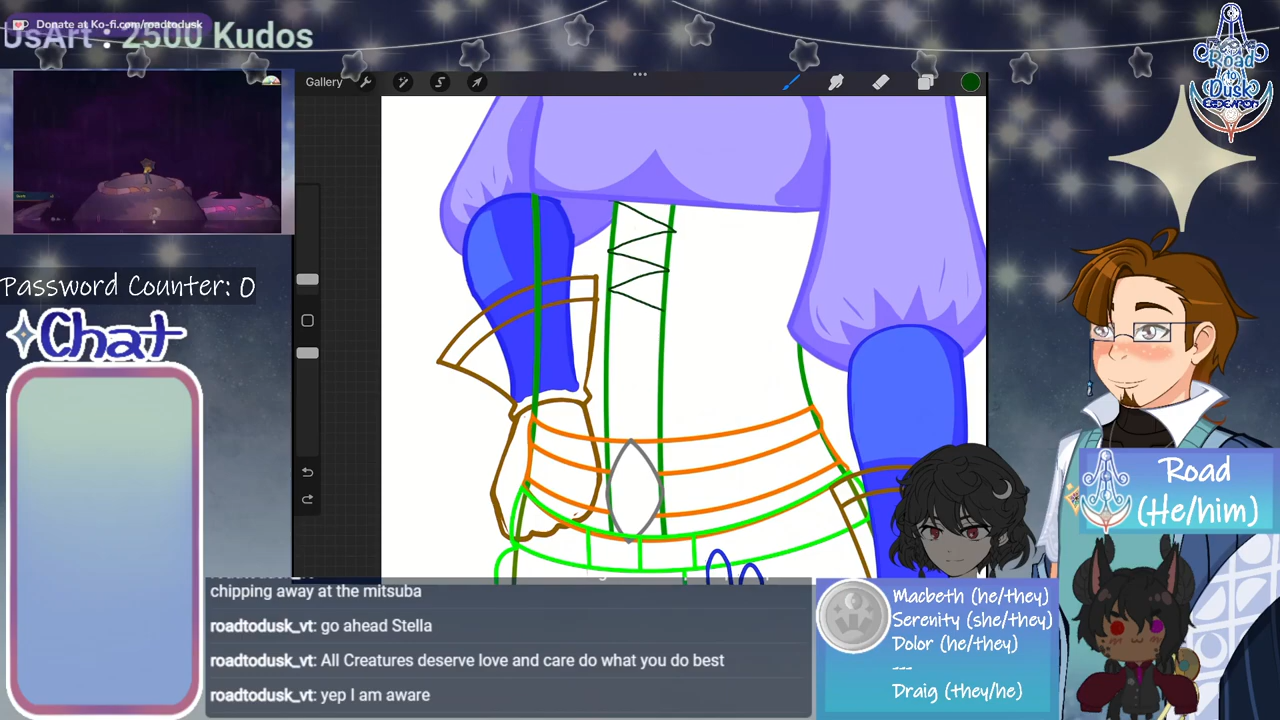 Donate at Ko-fi.com/roadtodusk
UsArt : 2500 Kudos
Gallery
Road
to
Dusk
Password Counter: 0
Chat
chipping away at the mitsuba
roadtodusk_vt: go ahead Stella
roadtodusk_vt: All Creatures deserve love and care do what you do best
roadtodusk_vt: yep I am aware
Road
(He/him)
Macbeth (he/they)
Serenity (she/they)
Dolor (he/they)
---
Draig (they/he)